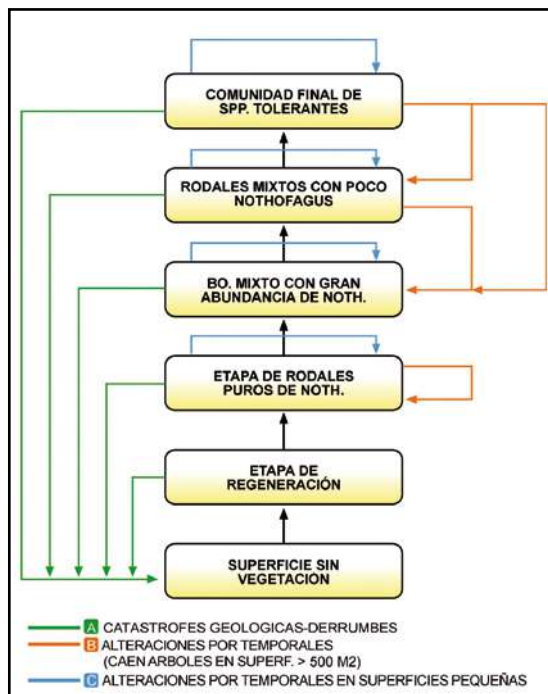 COMUNIDAD FINAL DE
SPP. TOLERANTES
RODALES MIXTOS CON POCO
NOTHOFAGUS
BO. MIXTO CON GRAN
ABUNDANCIA DE NOTH.
ETAPA DE RODALES
PUROS DE NOTH.
ETAPA DE
REGENERACIÓN
SUPERFICIE SIN
VEGETACIÓN
A CATASTROFES GEOLOGICAS-DERRUMBES
B ALTERACIONES POR TEMPORALES
(CAEN ARBOLES EN SUPERF. > 500 M2)
C ALTERACIONES POR TEMPORALES EN SUPERFICIES PEQUEÑAS